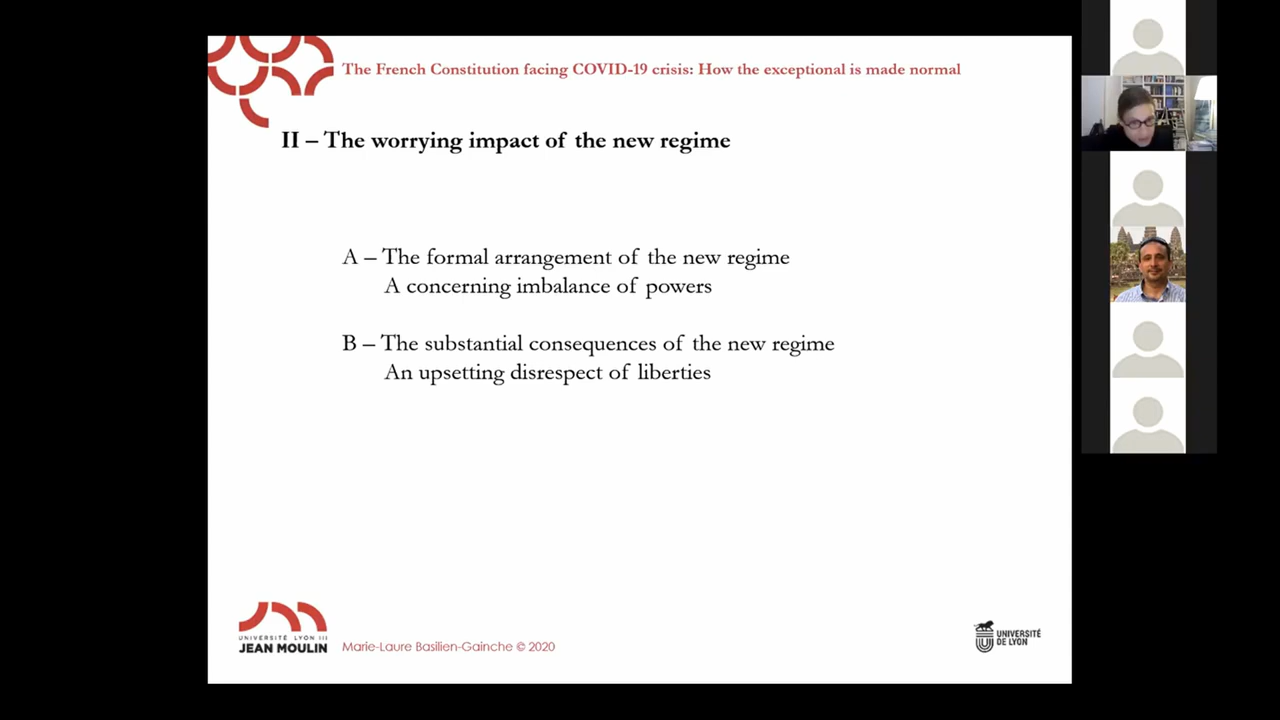 The French Constitution facing COVID-19 crisis: How the exceptional is made normal
II – The worrying impact of the new regime
A – The formal arrangement of the new regime
A concerning imbalance of powers
B – The substantial consequences of the new regime
An upsetting disrespect of liberties
UNIVERSITÉ LYON III
JEAN MOULIN
Marie-Laure Basilien-Gainche © 2020
UNIVERSITÉ
DE LYON